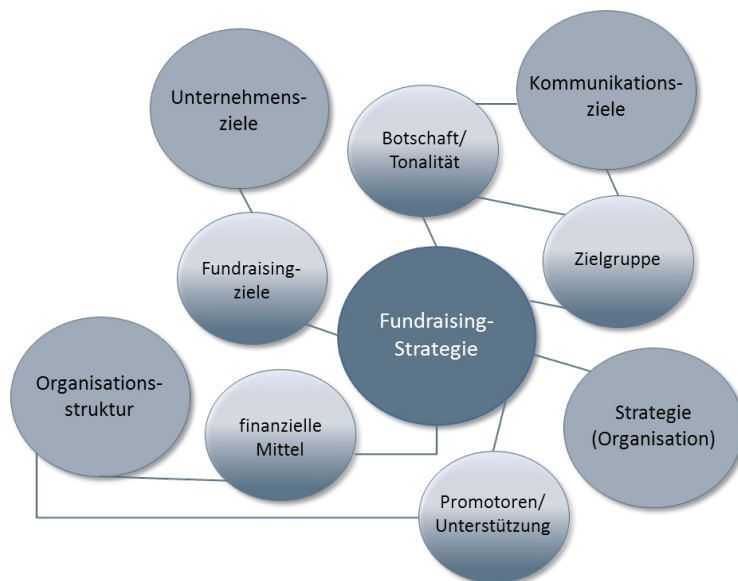 Unternehmens-
ziele
Kommunikations-
ziele
Botschaft/
Tonalität
Fundraising-
ziele
Zielgruppe
Fundraising-
Strategie
Organisations-
struktur
finanzielle
Mittel
Strategie
(Organisation)
Promotoren/
Unterstützung